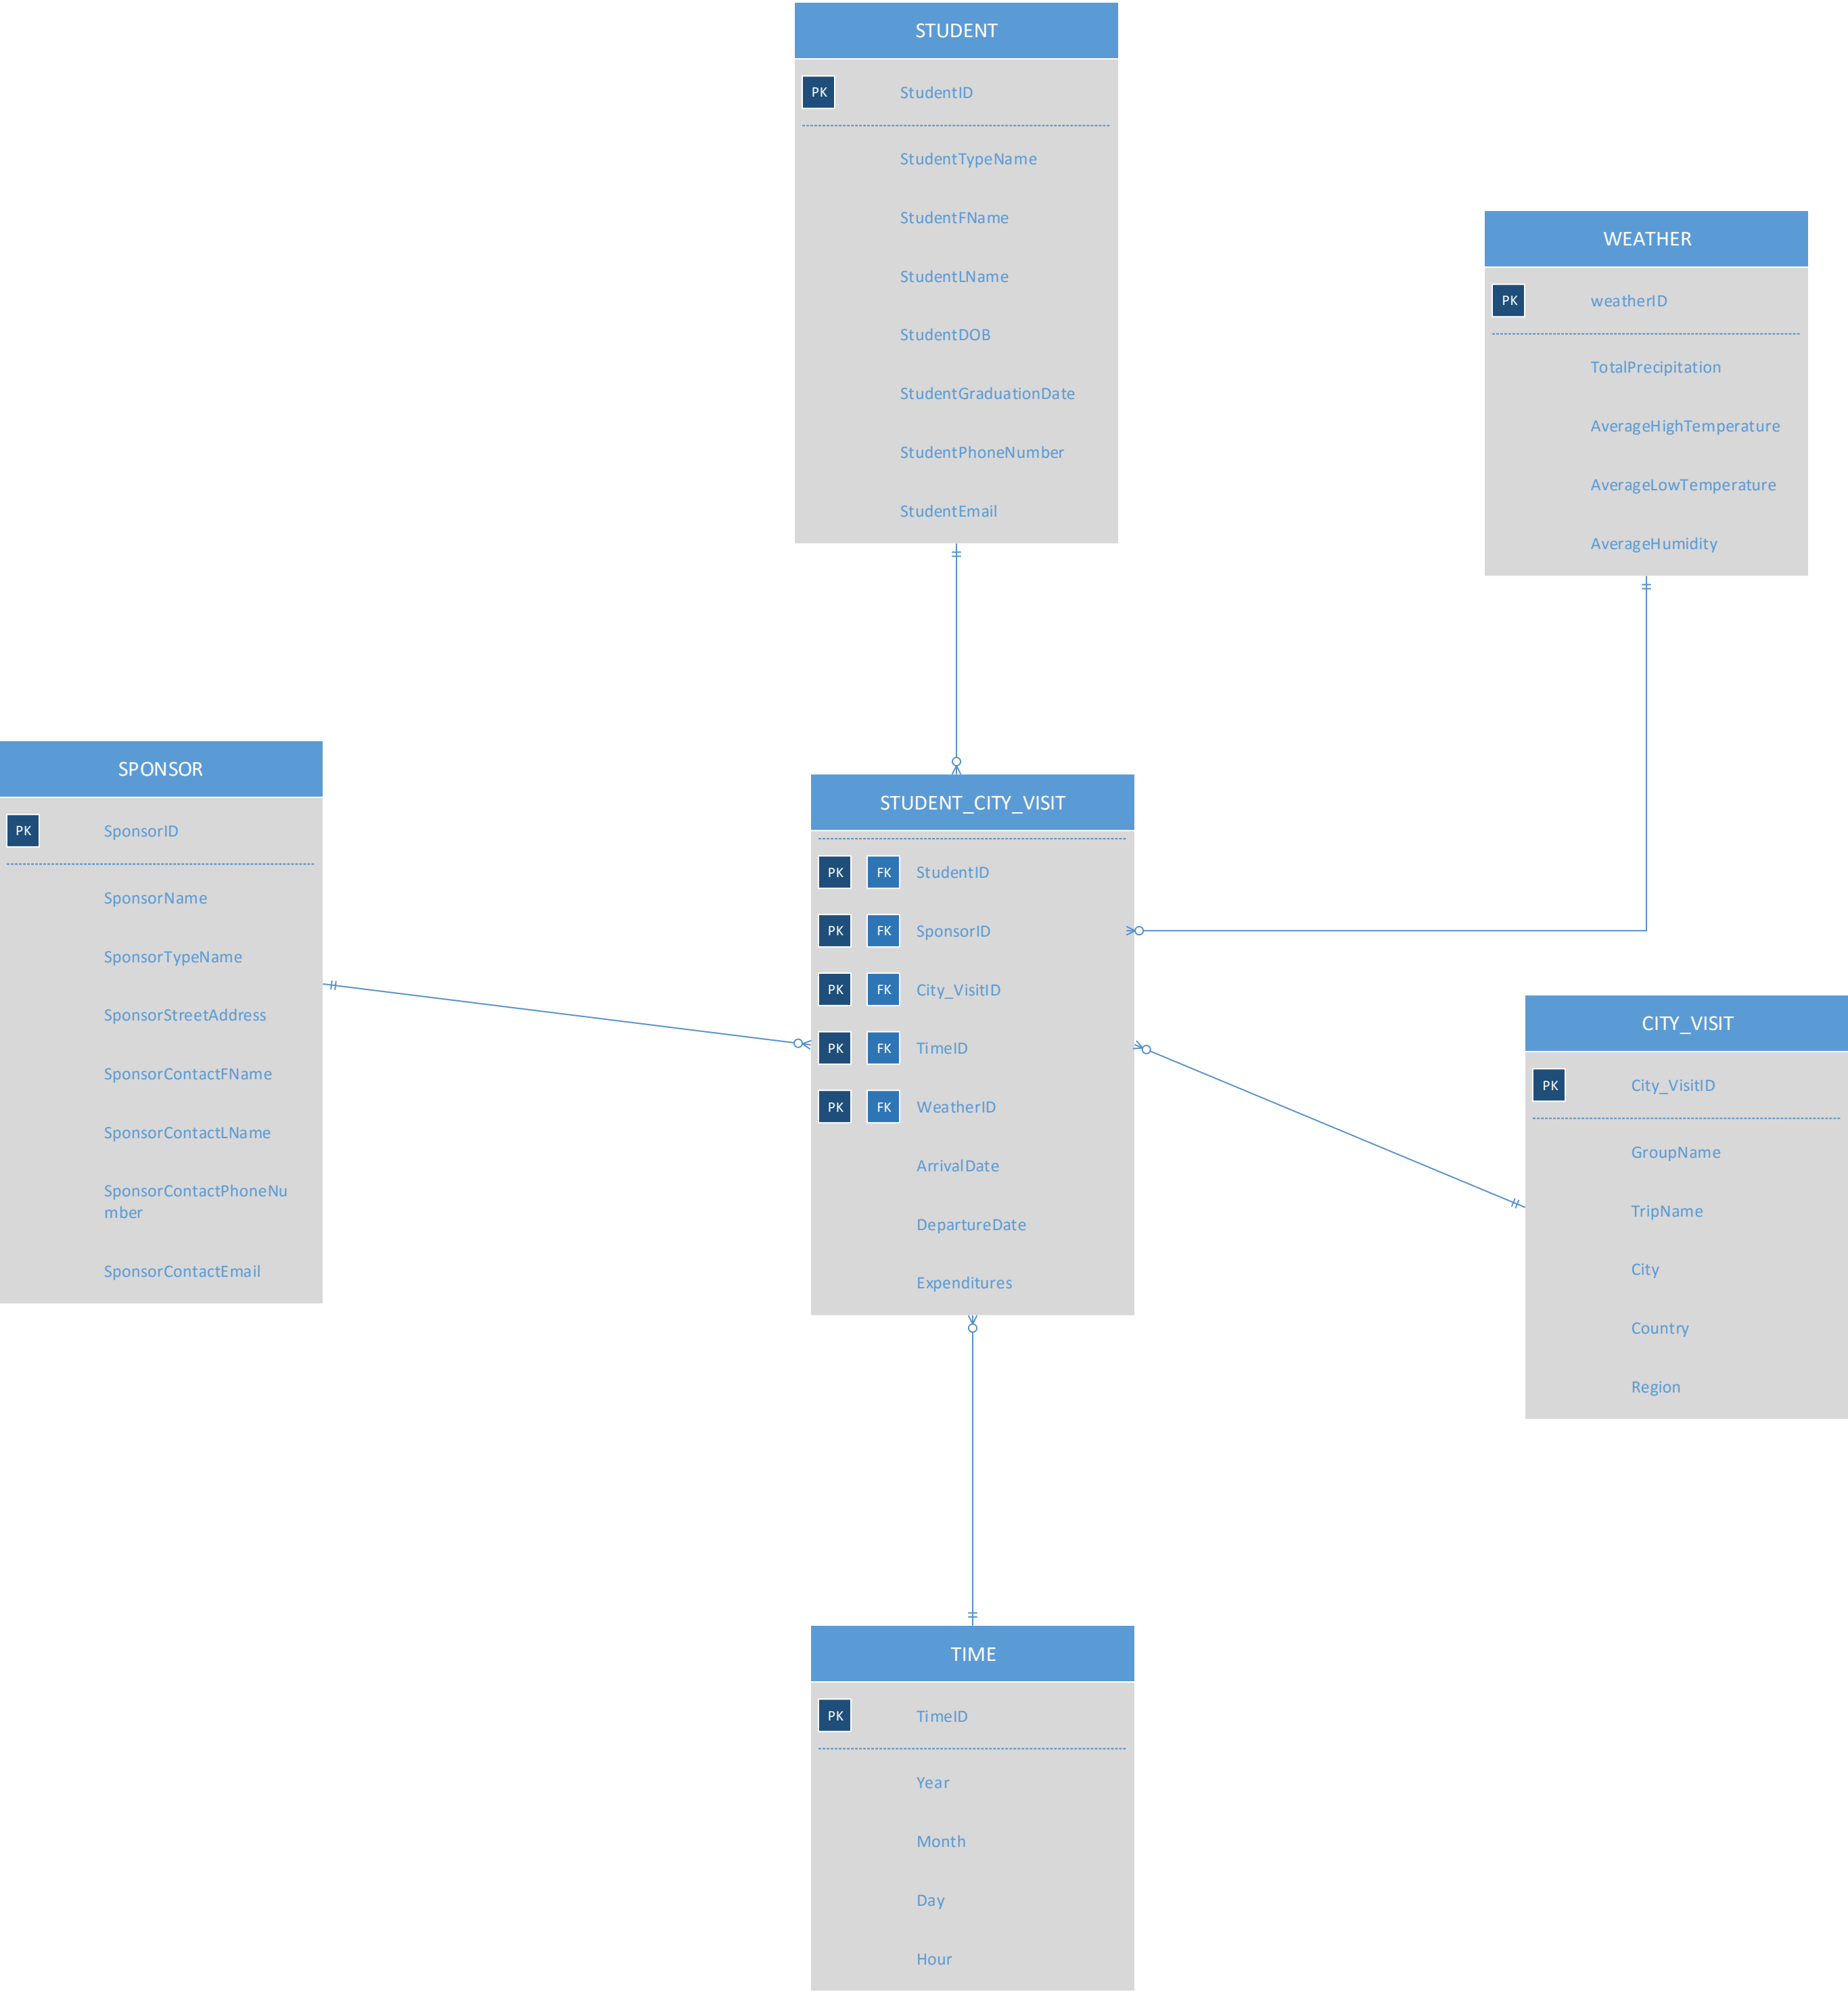 STUDENT
PK StudentID
StudentTypeName
StudentFName
StudentLName
StudentDOB
StudentGraduationDate
StudentPhoneNumber
StudentEmail
WEATHER
PK weatherID
TotalPrecipitation
AverageHighTemperature
AverageLowTemperature
AverageHumidity
SPONSOR
PK SponsorID
SponsorName
SponsorTypeName
SponsorStreetAddress
SponsorContactFName
SponsorContactLName
SponsorContactPhoneNu
mber
SponsorContactEmail
STUDENT_CITY_VISIT
PK FK StudentID
PK FK SponsorID
PK FK City_VisitID
PK FK TimeID
PK FK WeatherID
ArrivalDate
DepartureDate
Expenditures
CITY_VISIT
PK City_VisitID
GroupName
TripName
City
Country
Region
TIME
PK TimeID
Year
Month
Day
Hour